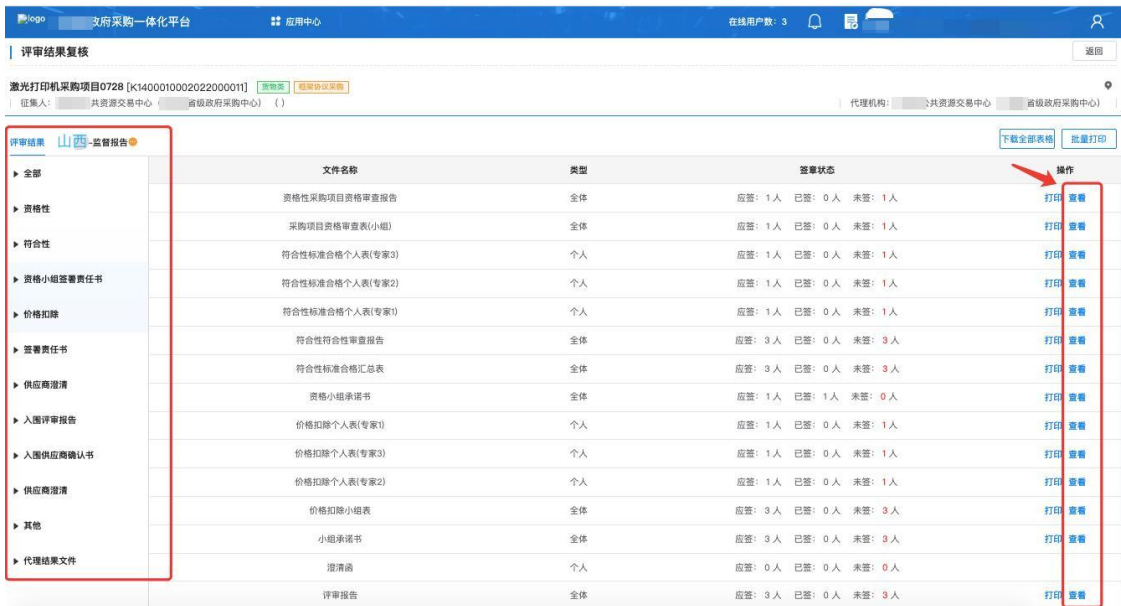 logo 政府采购一体化平台 应用中心 在线用户数: 3
评审结果复核 返回
激光打印机采购项目0728 [K1400010002022000011] 货物类 框架协议采购
征集人: 共资源交易中心 省级政府采购中心) ( ) 代理机构: 共资源交易中心 省级政府采购中心)
评审结果 山西-监督报告 下载全部表格 批量打印
全部
资格性
符合性
资格小组签署责任书
价格扣除
签署责任书
供应商澄清
入围评审报告
入围供应商确认书
供应商澄清
其他
代理结果文件
文件名称 类型 签章状态 操作
资格性采购项目资格审查报告 全体 应签: 1人 已签: 0人 未签: 1人 打印 查看
采购项目资格审查表(小组) 全体 应签: 1人 已签: 0人 未签: 1人 打印 查看
符合性标准合格个人表(专家3) 个人 应签: 1人 已签: 0人 未签: 1人 打印 查看
符合性标准合格个人表(专家2) 个人 应签: 1人 已签: 0人 未签: 1人 打印 查看
符合性标准合格个人表(专家1) 个人 应签: 1人 已签: 0人 未签: 1人 打印 查看
符合性符合性审查报告 全体 应签: 3人 已签: 0人 未签: 3人 打印 查看
符合性标准合格汇总表 全体 应签: 3人 已签: 0人 未签: 3人 打印 查看
资格小组承诺书 全体 应签: 1人 已签: 1人 未签: 0人 打印 查看
价格扣除个人表(专家1) 个人 应签: 1人 已签: 0人 未签: 1人 打印 查看
价格扣除个人表(专家3) 个人 应签: 1人 已签: 0人 未签: 1人 打印 查看
价格扣除个人表(专家2) 个人 应签: 1人 已签: 0人 未签: 1人 打印 查看
价格扣除小组表 全体 应签: 3人 已签: 0人 未签: 3人 打印 查看
小组承诺书 全体 应签: 3人 已签: 0人 未签: 3人 打印 查看
澄清函 个人 应签: 0人 已签: 0人 未签: 0人
评审报告 全体 应签: 3人 已签: 0人 未签: 3人 打印 查看